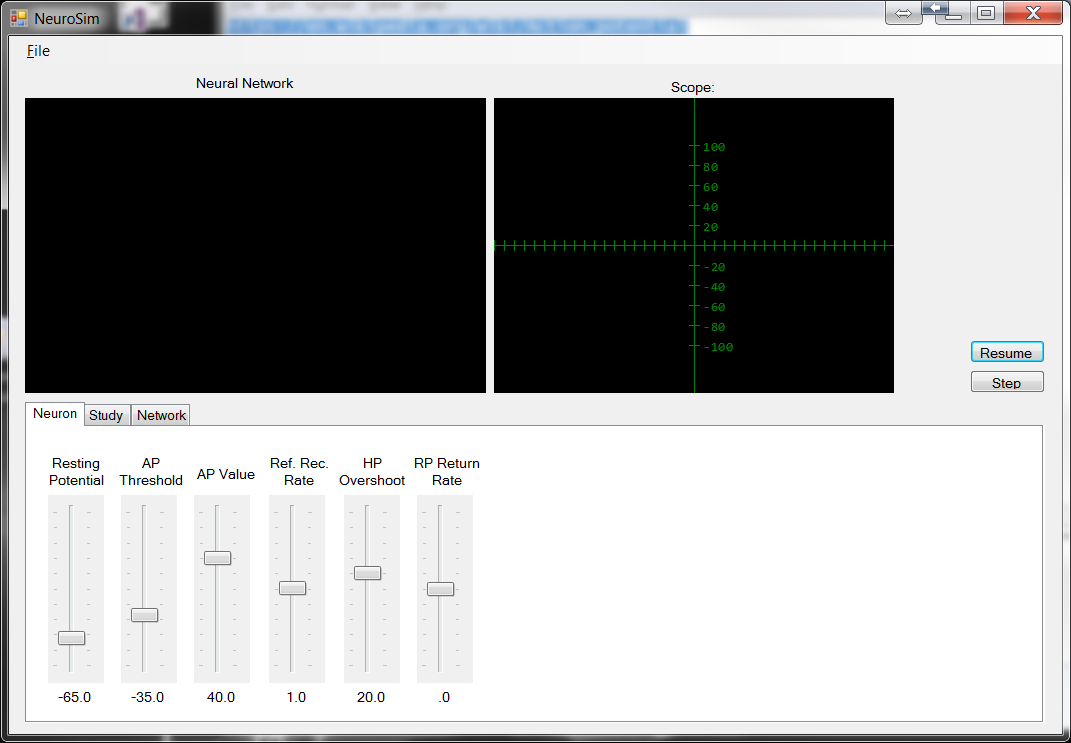 NeuroSim
File
Neural Network
Scope:
100
80
60
40
20
-20
-40
-60
-80
-100
Resume
Step
Neuron Study Network
Resting Potential
AP Threshold
AP Value
Ref. Rec. Rate
HP Overshoot
RP Return Rate
-65.0 -35.0 40.0 1.0 20.0 .0